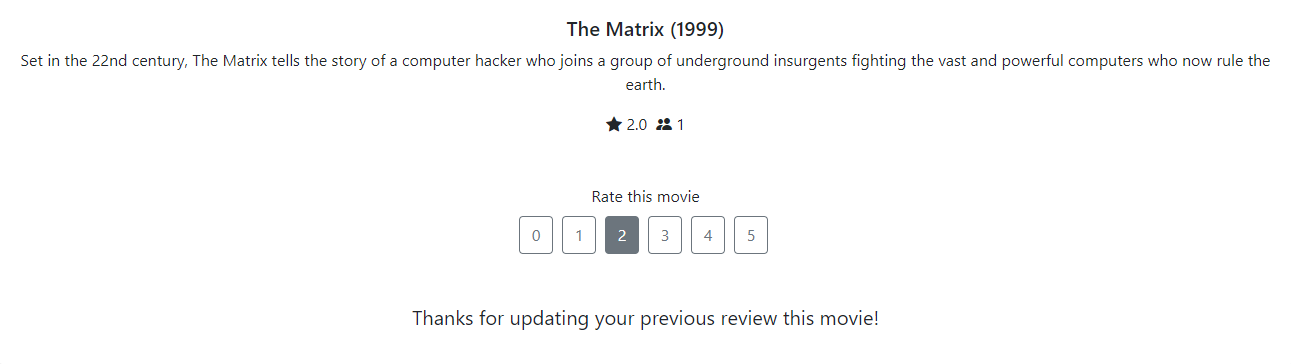 The Matrix (1999)
Set in the 22nd century, The Matrix tells the story of a computer hacker who joins a group of underground insurgents fighting the vast and powerful computers who now rule the
earth.
2.0 1
Rate this movie
0 1 2 3 4 5
Thanks for updating your previous review this movie!